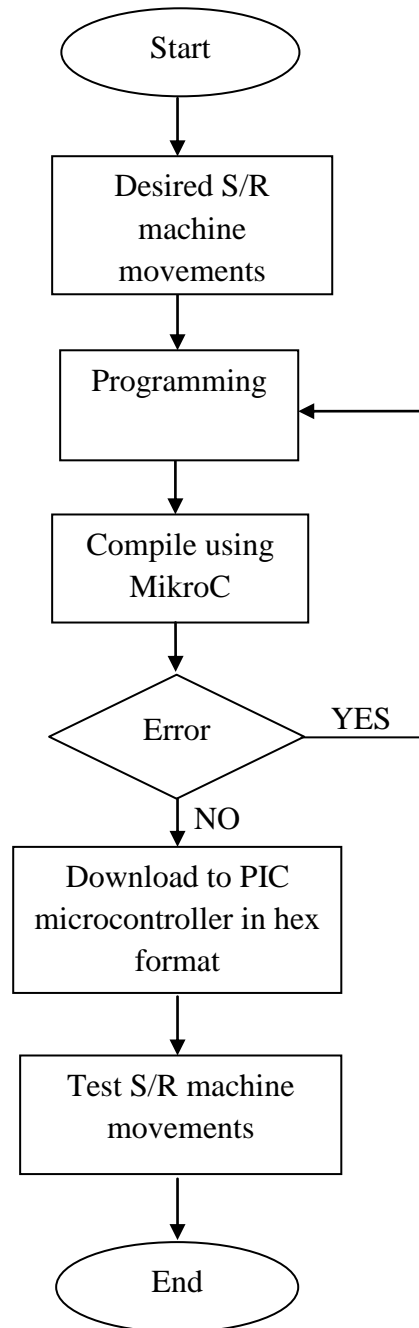 Start
Desired S/R
machine
movements
Programming
Compile using
MikroC
Error
YES
NO
Download to PIC
microcontroller in hex
format
Test S/R machine
movements
End